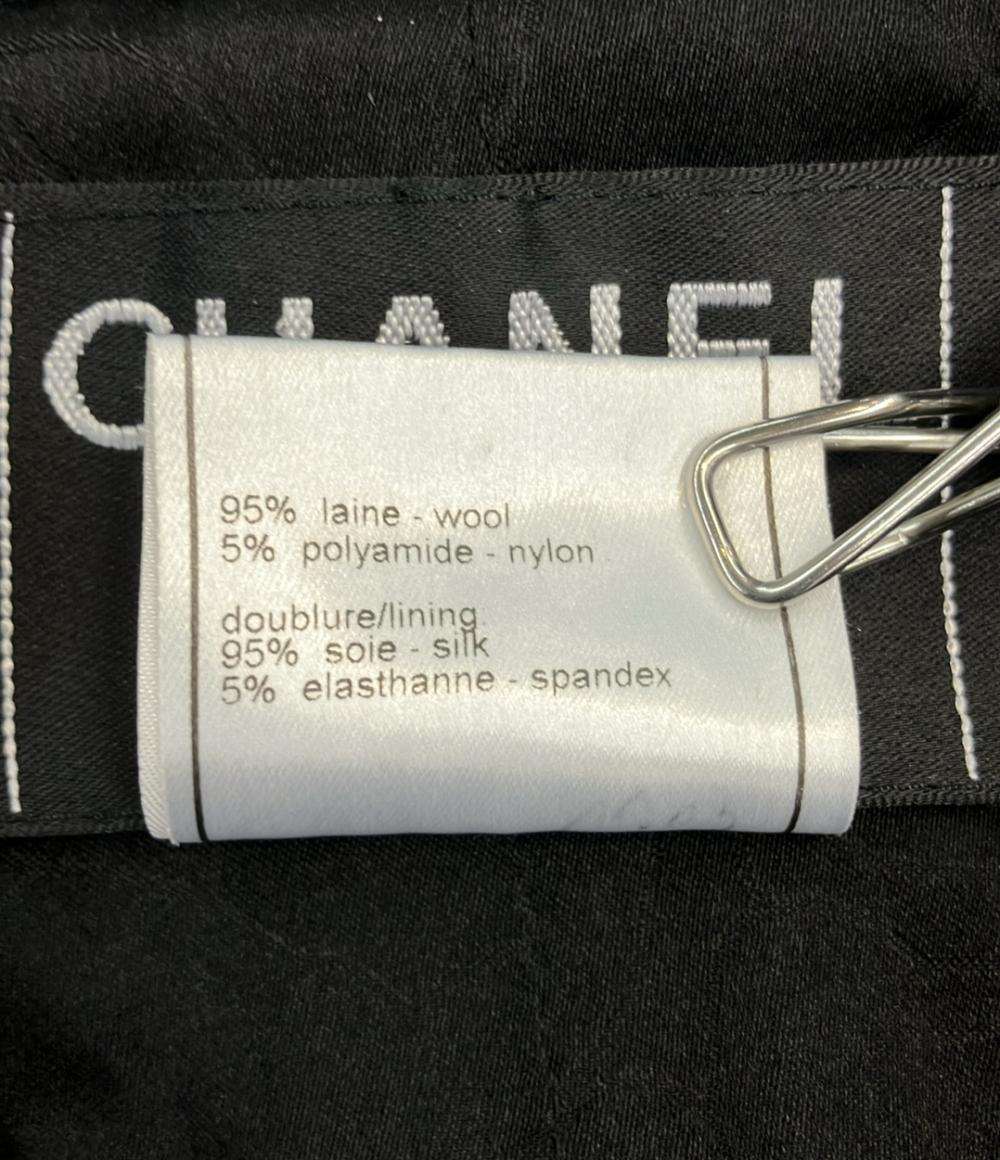 CHANEL
95% laine - wool
5% polyamide - nylon
doublure/lining
95% soie - silk
5% elasthanne - spandex